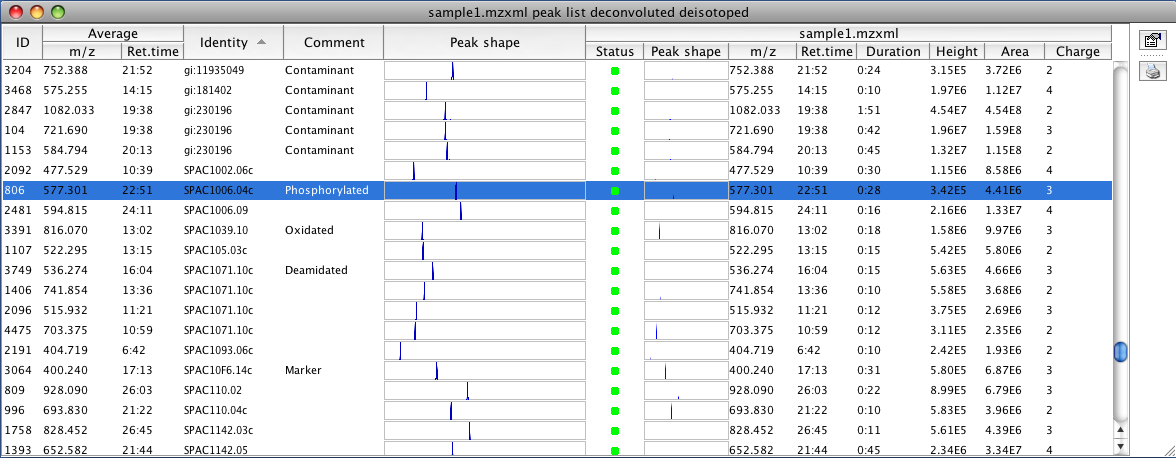 sample1.mzxml peak list deconvoluted deisotoped
Average sample1.mzxml
ID m/z Ret.time Identity Comment Peak shape Status Peak shape m/z Ret.time Duration Height Area Charge
3204 752.388 21:52 gi:11935049 Contaminant 752.388 21:52 0:24 3.15E5 3.72E6 2
3468 575.255 14:15 gi:181402 Contaminant 575.255 14:15 0:10 1.97E6 1.12E7 4
2847 1082.033 19:38 gi:230196 Contaminant 1082.033 19:38 1:51 4.54E7 4.54E8 2
104 721.690 19:38 gi:230196 Contaminant 721.690 19:38 0:42 1.96E7 1.59E8 3
1153 584.794 20:13 gi:230196 Contaminant 584.794 20:13 0:45 1.32E7 1.15E8 2
2092 477.529 10:39 SPAC1002.06c 477.529 10:39 0:30 1.15E6 8.58E6 4
806 577.301 22:51 SPAC1006.04c Phosphorylated 577.301 22:51 0:28 3.42E5 4.41E6 3
2481 594.815 24:11 SPAC1006.09 594.815 24:11 0:16 2.16E6 1.33E7 4
3391 816.070 13:02 SPAC1039.10 Oxidated 816.070 13:02 0:18 1.58E6 9.97E6 3
1107 522.295 13:15 SPAC105.03c 522.295 13:15 0:15 5.42E5 5.80E6 2
3749 536.274 16:04 SPAC1071.10c Deamidated 536.274 16:04 0:15 5.63E5 4.66E6 3
1406 741.854 13:36 SPAC1071.10c 741.854 13:36 0:10 5.58E5 3.68E6 2
2096 515.932 11:21 SPAC1071.10c 515.932 11:21 0:12 3.75E5 2.69E6 3
4475 703.375 10:59 SPAC1071.10c 703.375 10:59 0:12 3.11E5 2.35E6 2
2191 404.719 6:42 SPAC1093.06c 404.719 6:42 0:10 2.42E5 1.93E6 2
3064 400.240 17:13 SPAC10F6.14c Marker 400.240 17:13 0:31 5.80E5 6.87E6 3
809 928.090 26:03 SPAC110.02 928.090 26:03 0:22 8.99E5 6.79E6 3
996 693.830 21:22 SPAC110.04c 693.830 21:22 0:10 5.83E5 3.96E6 2
1758 828.452 26:45 SPAC1142.03c 828.452 26:45 0:11 5.61E5 4.39E6 3
1393 652.582 21:44 SPAC1142.05 652.582 21:44 0:45 2.34E6 3.34E7 4